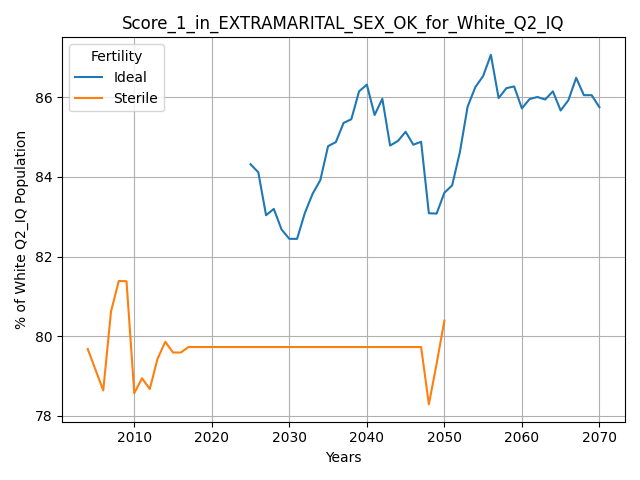 Score_1_in_EXTRAMARITAL_SEX_OK_for_White_Q2_IQ
Fertility
Ideal
Sterile
% of White Q2_IQ Population
86
84
82
80
78
2010
2020
2030
2040
2050
2060
2070
Years